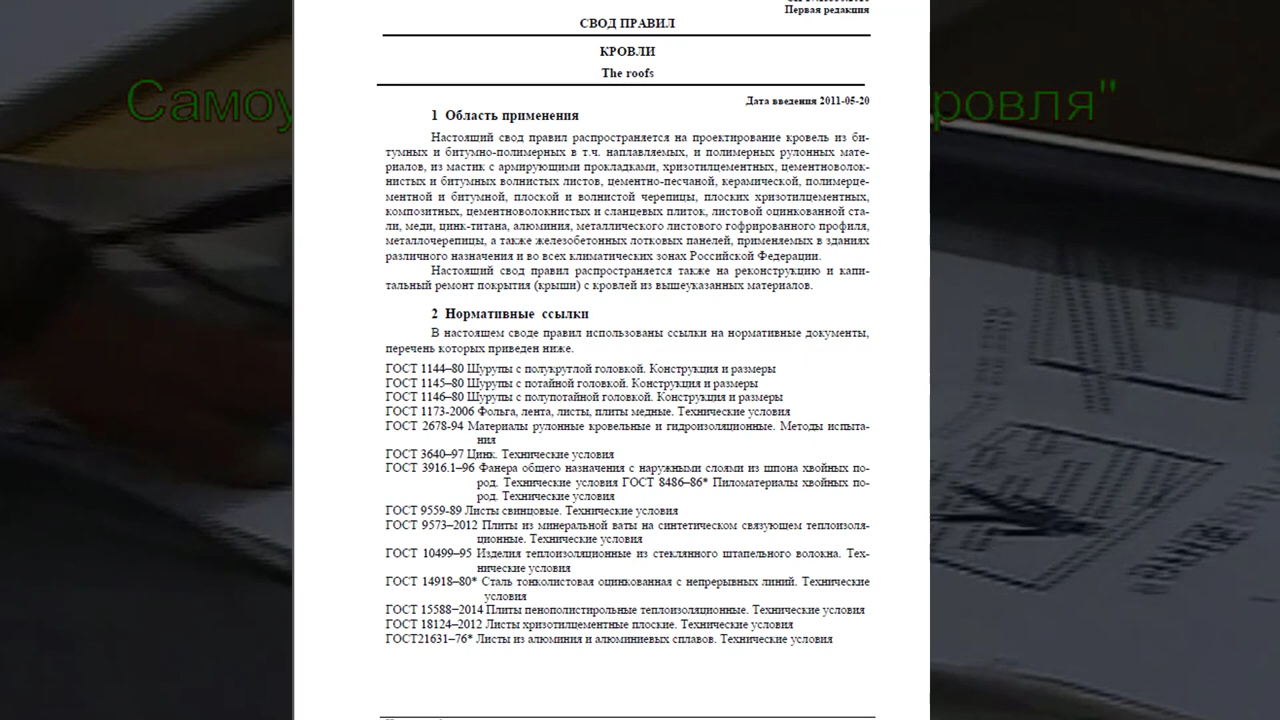 Первая редакция
СВОД ПРАВИЛ
КРОВЛИ
The roofs
Дата введения 2011-05-20
1 Область применения
Настоящий свод правил распространяется на проектирование кровель из би-
тумных и битумно-полимерных в т.ч. наплавляемых, и полимерных рулонных мате-
риалов, из мастик с армирующими прокладками, хризотилцементных, цементноволок-
нистых и битумных волнистых листов, цементно-песчаной, керамической, полимерце-
ментной и битумной, плоской и волнистой черепицы, плоских хризотилцементных,
композитных, цементноволокнистых и сланцевых плиток, листовой оцинкованной ста-
ли, меди, цинк-титана, алюминия, металлического листового гофрированного профиля,
металлочерепицы, а также железобетонных лотковых панелей, применяемых в зданиях
различного назначения и во всех климатических зонах Российской Федерации.
Настоящий свод правил распространяется также на реконструкцию и капи-
тальный ремонт покрытия (крыши) с кровлей из вышеуказанных материалов.
2 Нормативные ссылки
В настоящем своде правил использованы ссылки на нормативные документы,
перечень которых приведен ниже.
ГОСТ 1144–80 Шурупы с полукруглой головкой. Конструкция и размеры
ГОСТ 1145–80 Шурупы с потайной головкой. Конструкция и размеры
ГОСТ 1146–80 Шурупы с полупотайной головкой. Конструкция и размеры
ГОСТ 1173-2006 Фольга, лента, листы, плиты медные. Технические условия
ГОСТ 2678-94 Материалы рулонные кровельные и гидроизоляционные. Методы испыта-
ния
ГОСТ 3640–97 Цинк. Технические условия
ГОСТ 3916.1–96 Фанера общего назначения с наружными слоями из шпона хвойных по-
род. Технические условия ГОСТ 8486–86* Пиломатериалы хвойных по-
род. Технические условия
ГОСТ 9559-89 Листы свинцовые. Технические условия
ГОСТ 9573–2012 Плиты из минеральной ваты на синтетическом связующем теплоизоля-
ционные. Технические условия
ГОСТ 10499–95 Изделия теплоизоляционные из стеклянного штапельного волокна. Тех-
нические условия
ГОСТ 14918–80* Сталь тонколистовая оцинкованная с непрерывных линий. Технические
условия
ГОСТ 15588–2014 Плиты пенополистирольные теплоизоляционные. Технические условия
ГОСТ 18124–2012 Листы хризотилцементные плоские. Технические условия
ГОСТ21631–76* Листы из алюминия и алюминиевых сплавов. Технические условия
Самоу
ровля"